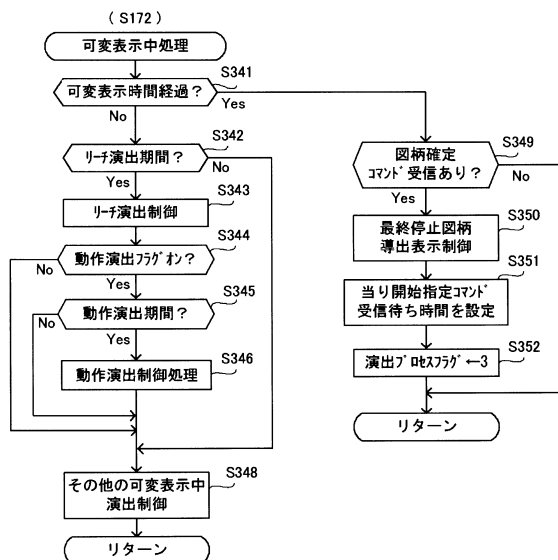 (S172)
可変表示中処理
S341
可変表示時間経過?
Yes
No
S342
リーチ演出期間?
No
Yes
S343
リーチ演出制御
S344
動作演出フラグオン?
No
Yes
S345
動作演出期間?
No
Yes
S346
動作演出制御処理
S348
その他の可変表示中
演出制御
リターン
S349
図柄確定
コマンド受信あり?
No
Yes
S350
最終停止図柄
導出表示制御
S351
当り開始指定コマンド
受信待ち時間を設定
S352
演出プロセスフラグ←3
リターン